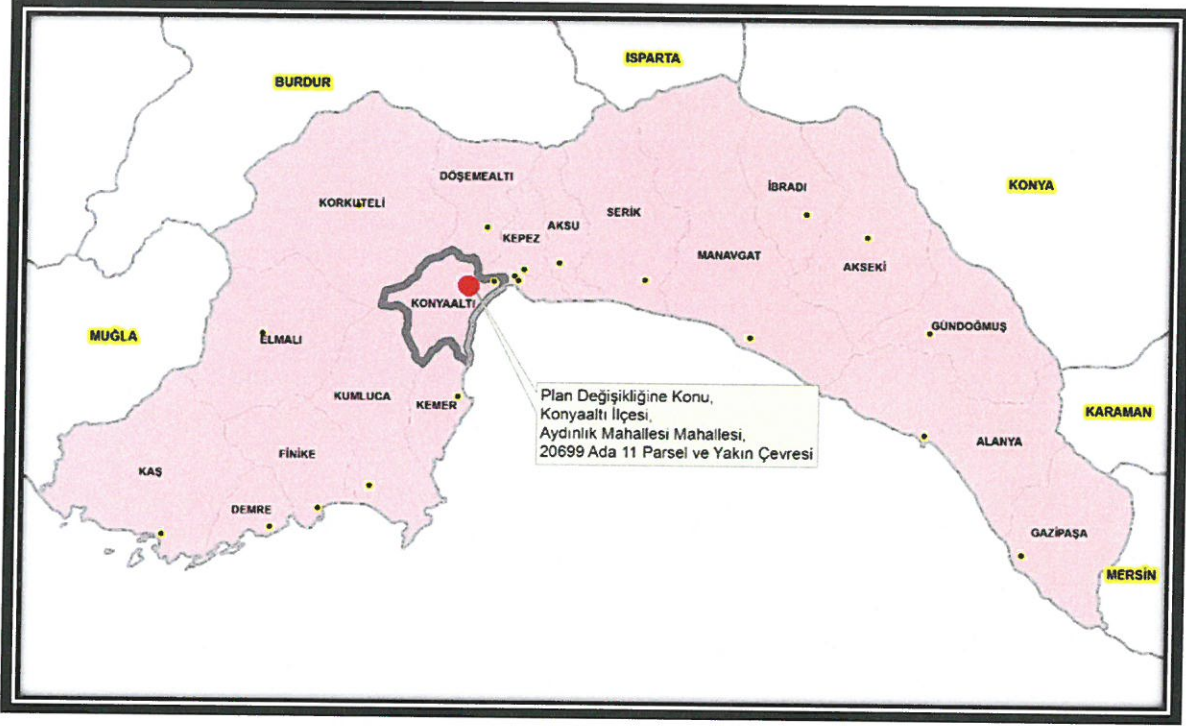 ISPARTA
BURDUR
DÖŞEMEALTI
İBRADI
KONYA
KORKUTELİ
SERİK
AKSU
KEPEZ
MANAVGAT
AKSEKİ
KONYAALTI
GÜNDOĞMUŞ
MUĞLA
ELMALI
KUMLUCA
KEMER
Plan Değişikliğine Konu,
Konyaaltı İlçesi,
Aydınlık Mahallesi Mahallesi,
20699 Ada 11 Parsel ve Yakın Çevresi
KARAMAN
ALANYA
FİNİKE
KAŞ
DEMRE
GAZİPAŞA
MERSİN